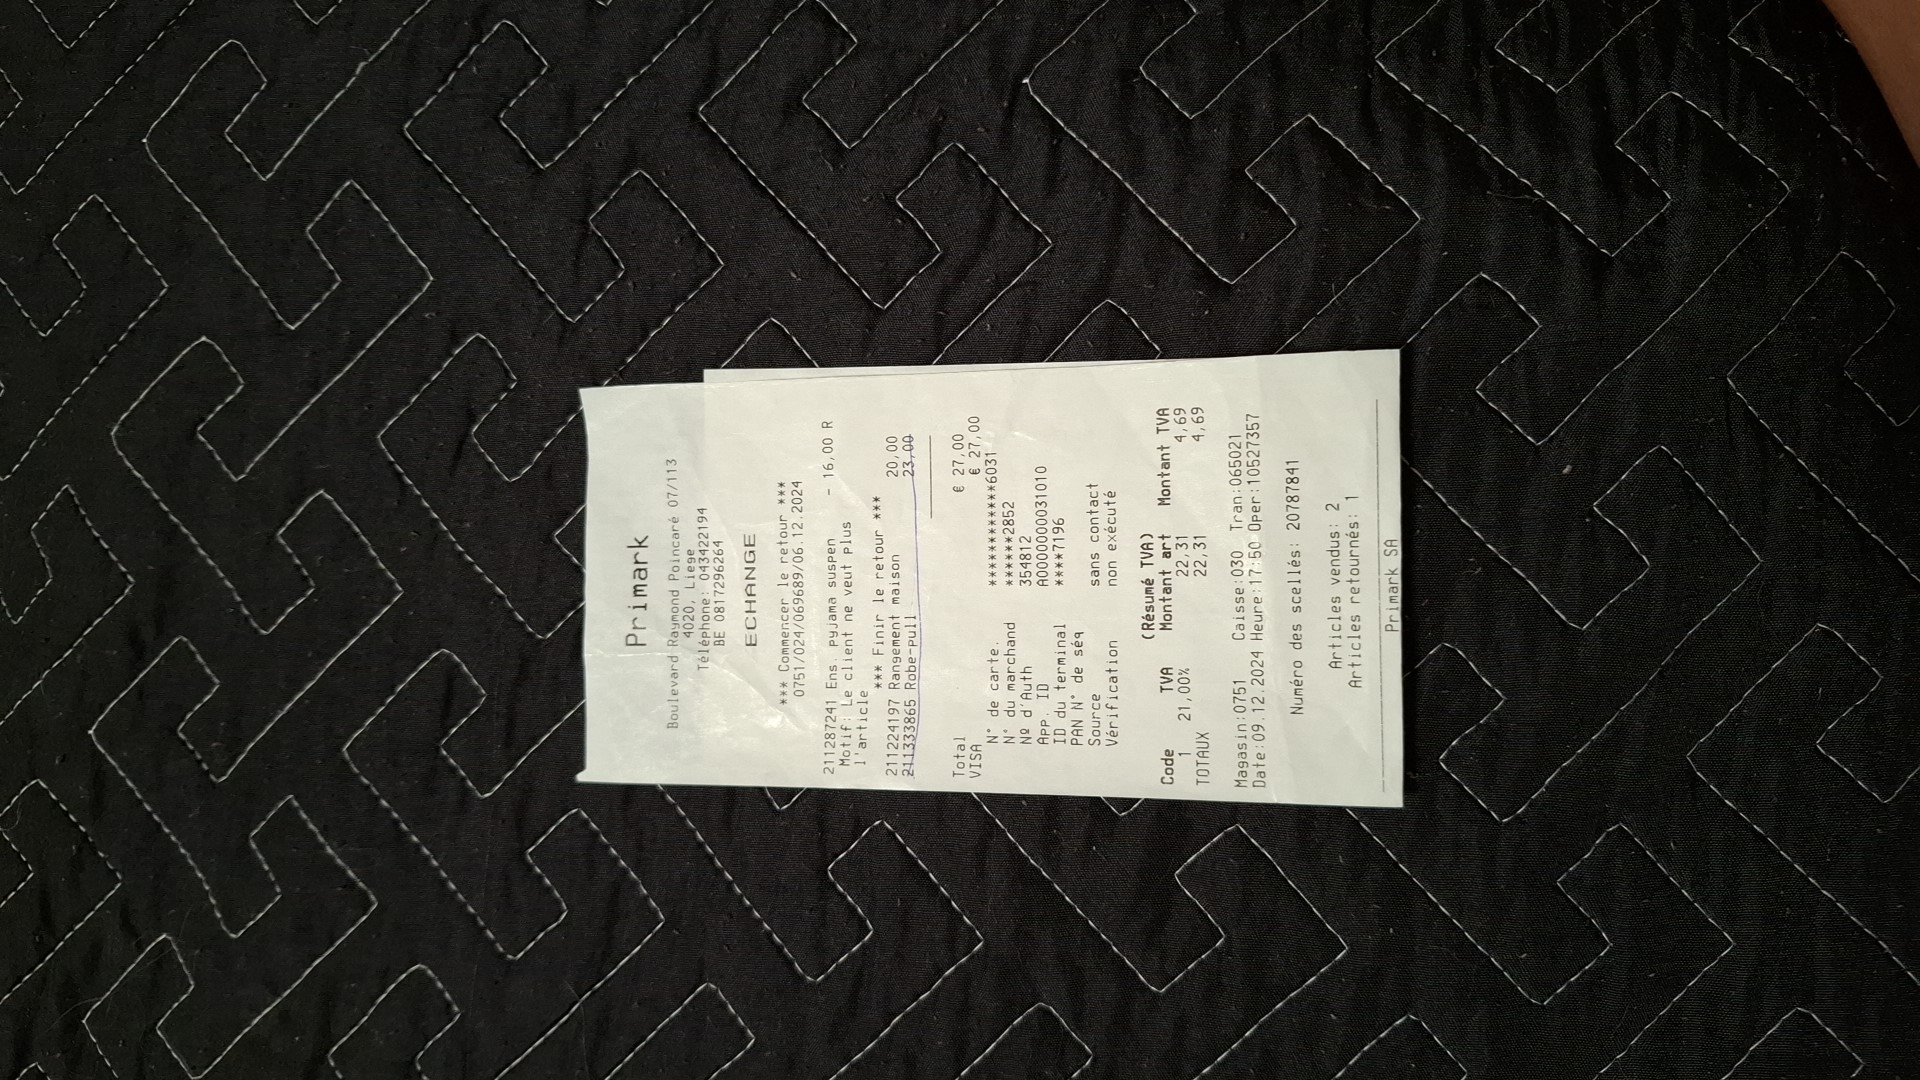 Primark
Boulevard Raymond Poincaré 07/113
4020, Liege
Téléphone: 043422194
BE 0817296264
ECHANGE
*** Commencer le retour ***
0751/024/069689/06.12.2024
211287241 Ens. pyjama suspen - 16,00 R
Motif: Le client ne veut plus
l'article
*** Finir le retour ***
211224197 Rangement maison 20,00
211333865 Robe-pull 23,00
Total € 27,00
VISA € 27,00
N° de carte. ************6031
N° du marchand ******2852
Nº d'Auth 354812
App. ID A0000000031010
ID du terminal ****7196
PAN N° de séq
Source sans contact
Vérification non exécuté
(Résumé TVA)
Code TVA Montant art Montant TVA
1 21,00% 22,31 4,69
TOTAUX 22,31 4,69
Magasin:0751 Caisse:030 Tran:065021
Date:09.12.2024 Heure:17:50 Oper:10527357
Numéro des scellés: 20787841
Articles vendus: 2
Articles retournés: 1
Primark SA